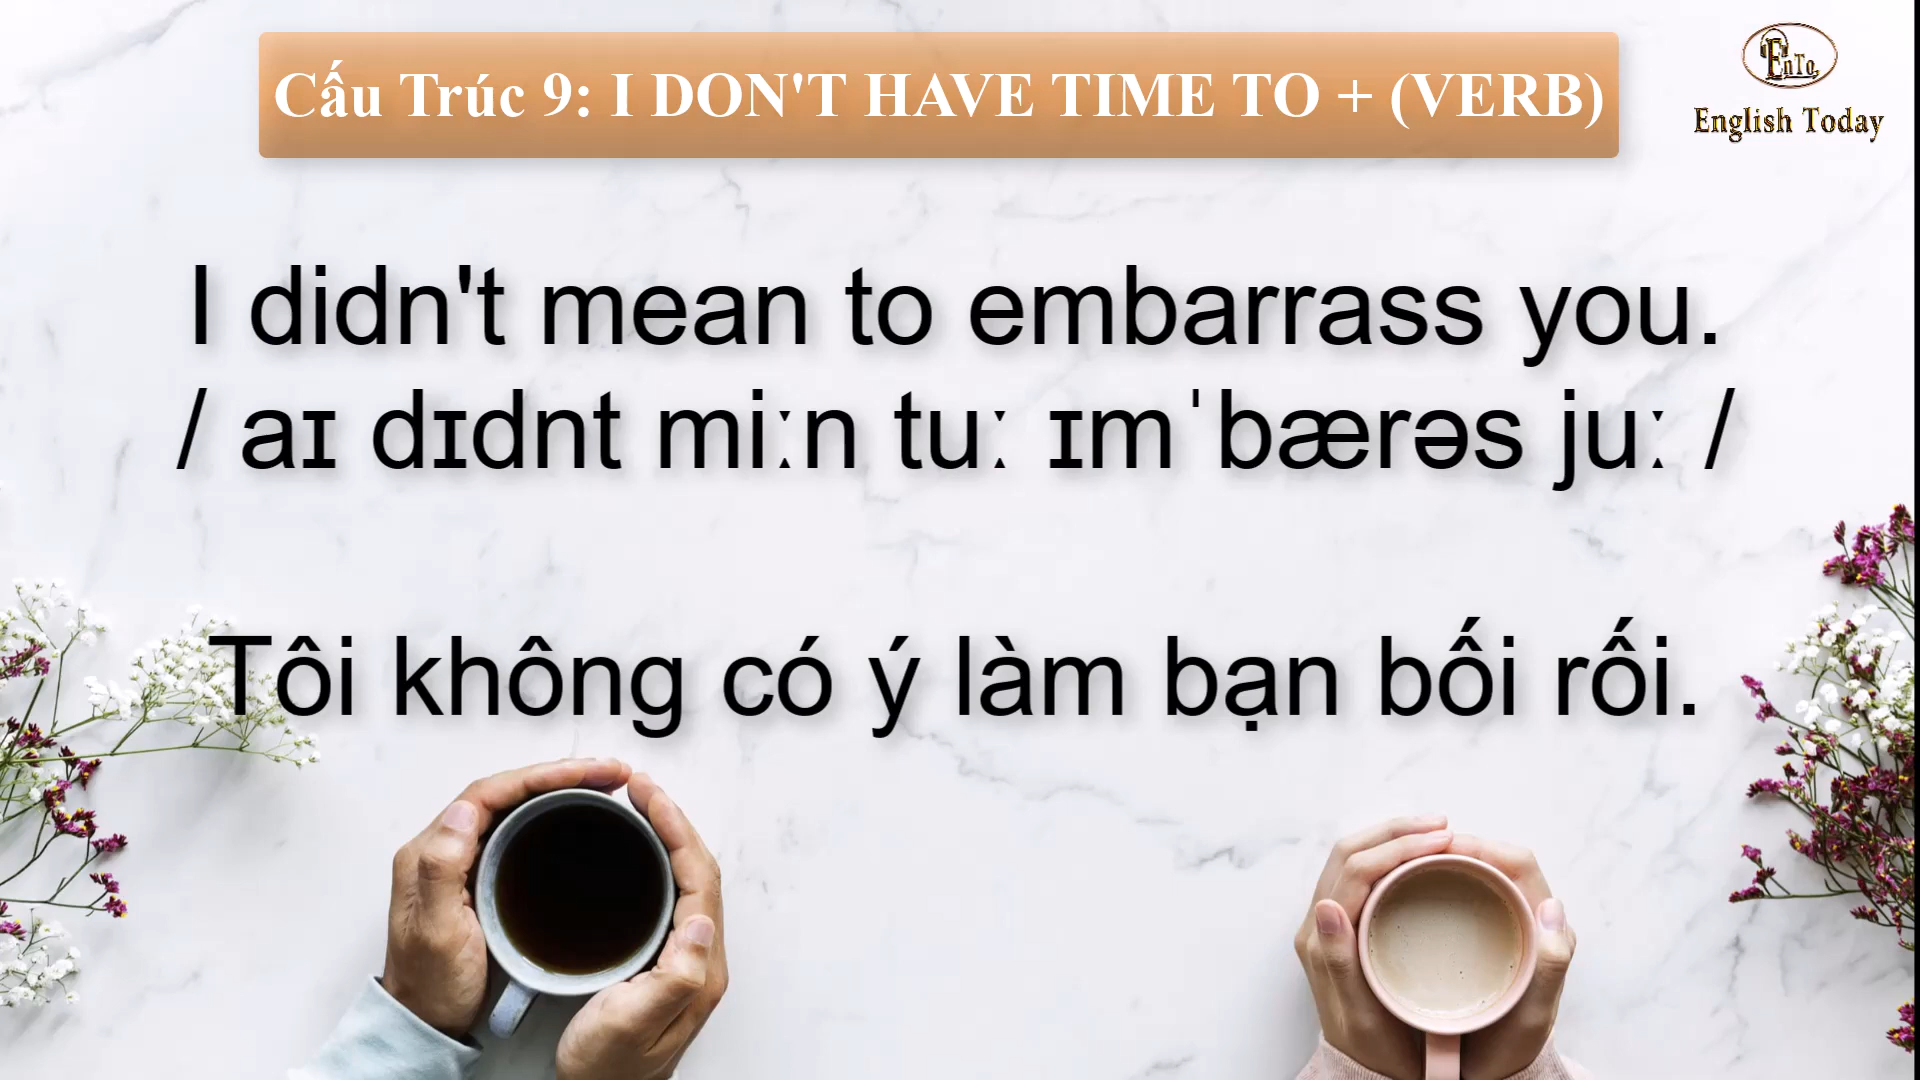 Cấu Trúc 9: I DON'T HAVE TIME TO + (VERB)
EnTo
English Today
I didn't mean to embarrass you.
/ aɪ dɪdnt miːn tuː ɪmˈbærəs juː /
Tôi không có ý làm bạn bối rối.